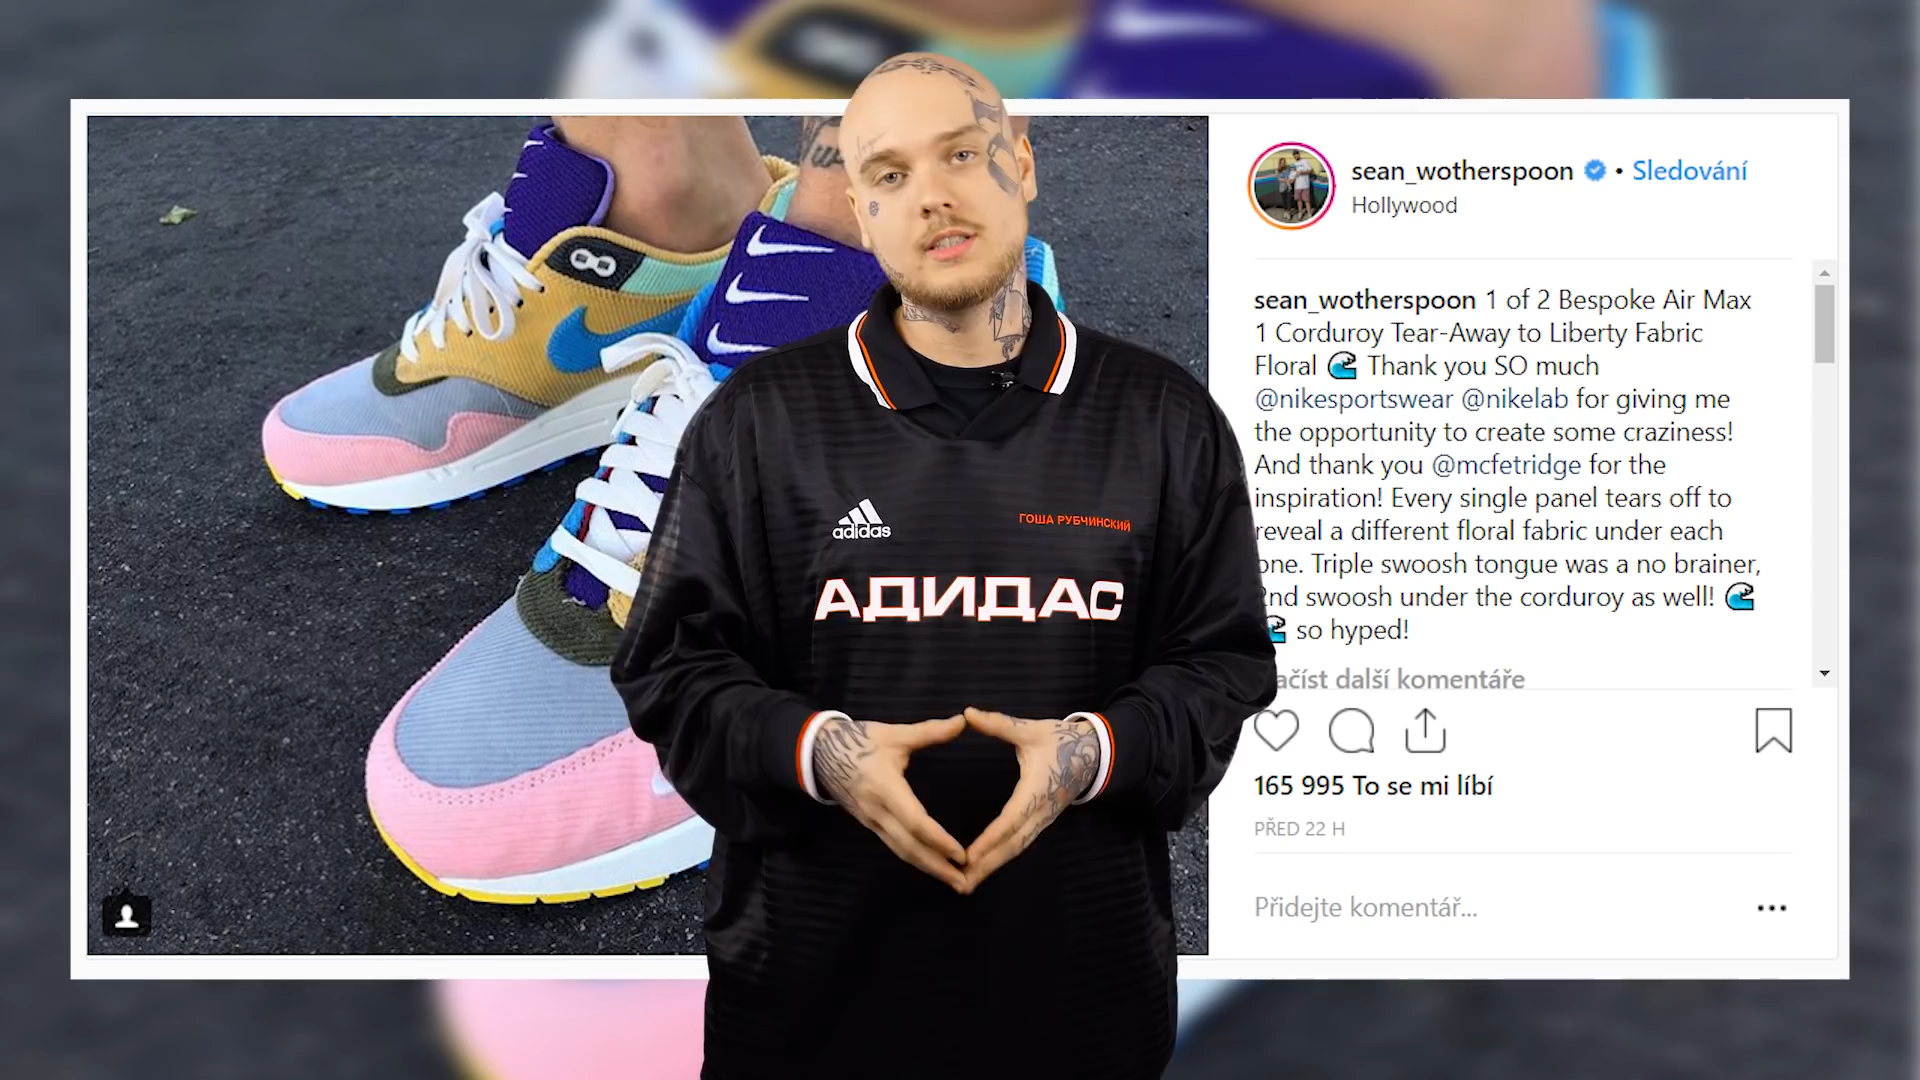 sean_wotherspoon • Sledování
Hollywood
sean_wotherspoon 1 of 2 Bespoke Air Max
1 Corduroy Tear-Away to Liberty Fabric
Floral 🌊 Thank you SO much
@nikesportswear @nikelab for giving me
the opportunity to create some craziness!
And thank you @mcfetridge for the
inspiration! Every single panel tears off to
reveal a different floral fabric under each
one. Triple swoosh tongue was a no brainer,
2nd swoosh under the corduroy as well! 🌊
🌊 so hyped!
ačíst další komentáře
165 995 To se mi líbí
PŘED 22 H
Přidejte komentář...
adidas
ГОША РУБЧИНСКИЙ
АДИДАС